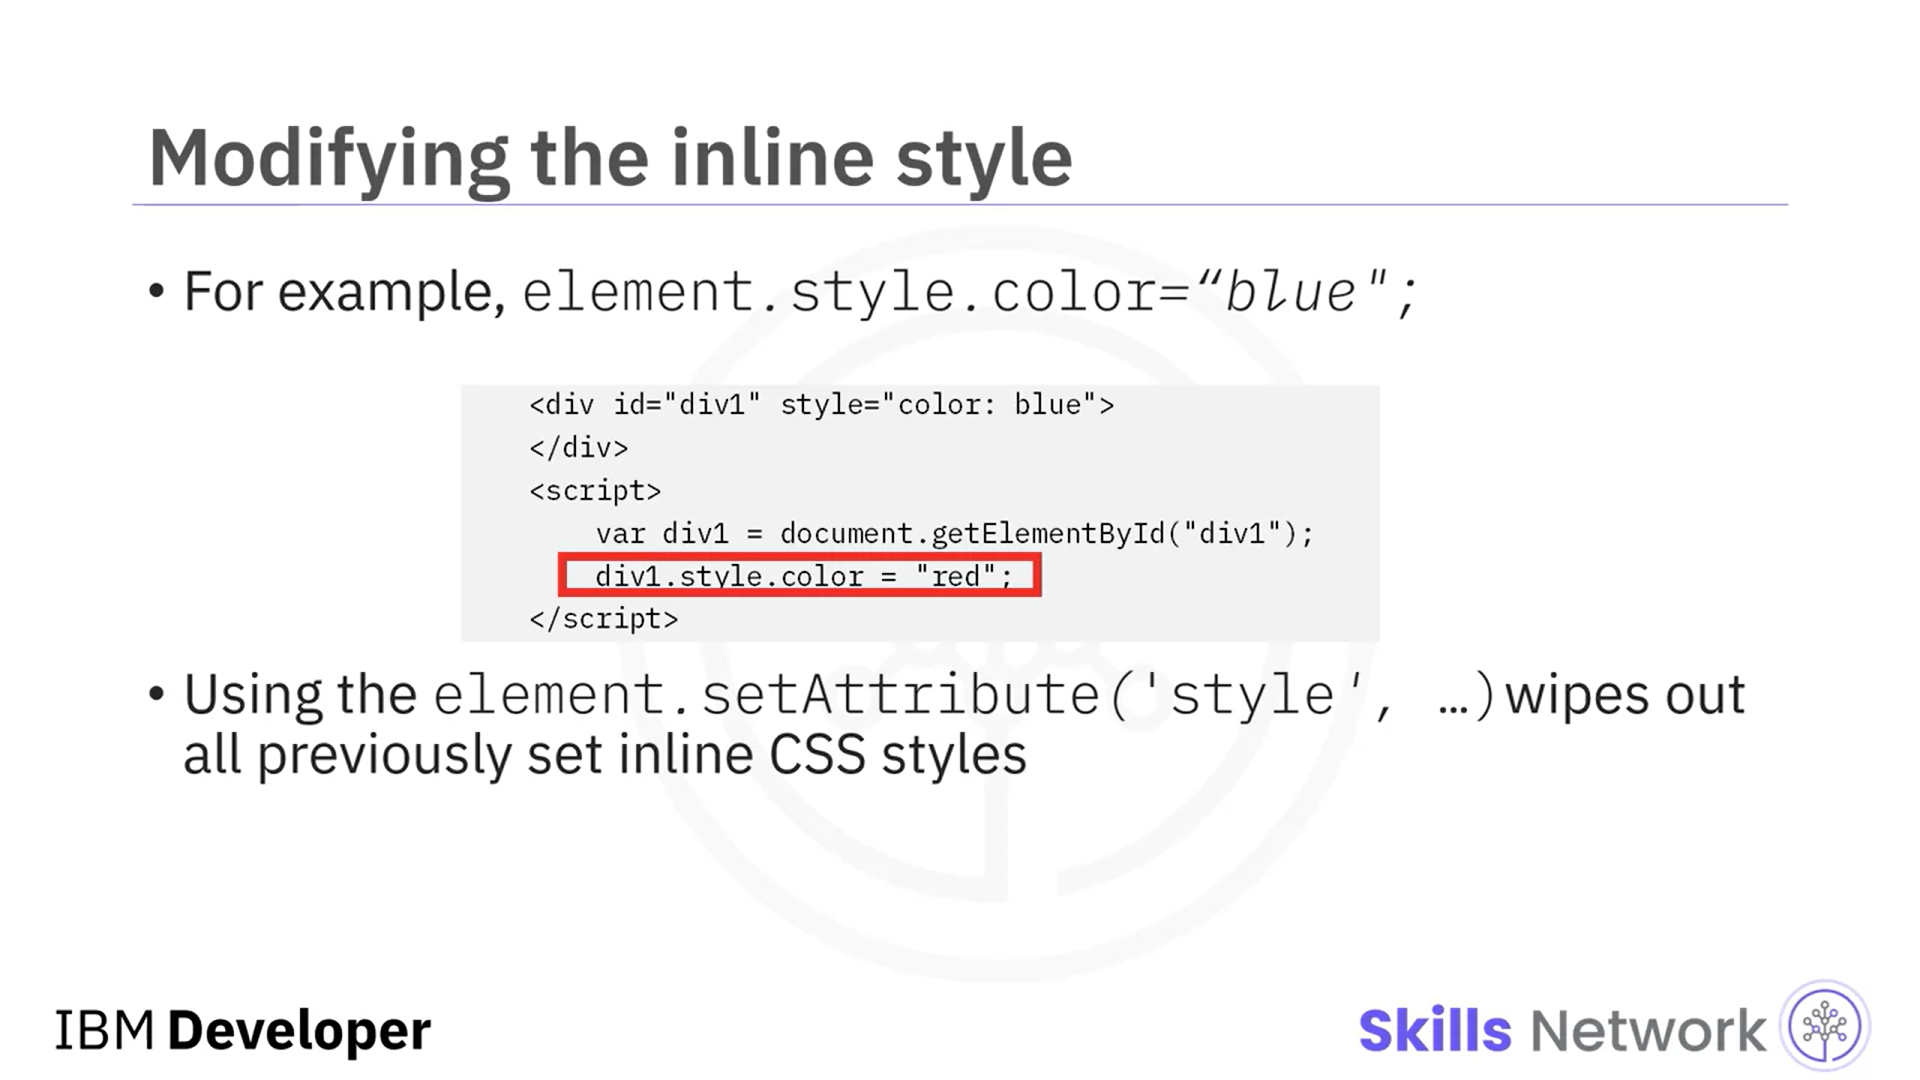 Modifying the inline style
• For example, element.style.color=“blue";
<div id="div1" style="color: blue">
</div>
<script>
var div1 = document.getElementById("div1");
div1.style.color = "red";
</script>
• Using the element.setAttribute('style', …)wipes out
all previously set inline CSS styles
IBM Developer
Skills Network